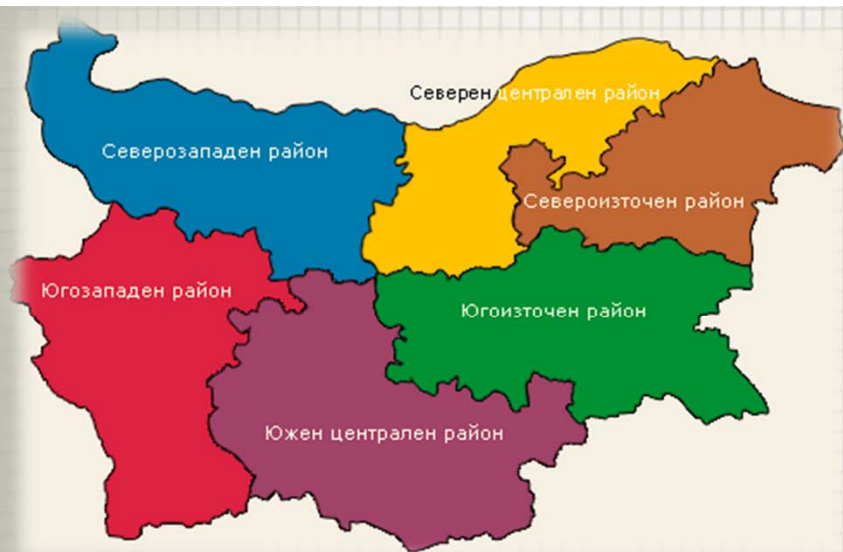 Северен централен район
Северозападен район
Североизточен район
Югозападен район
Югоизточен район
Южен централен район